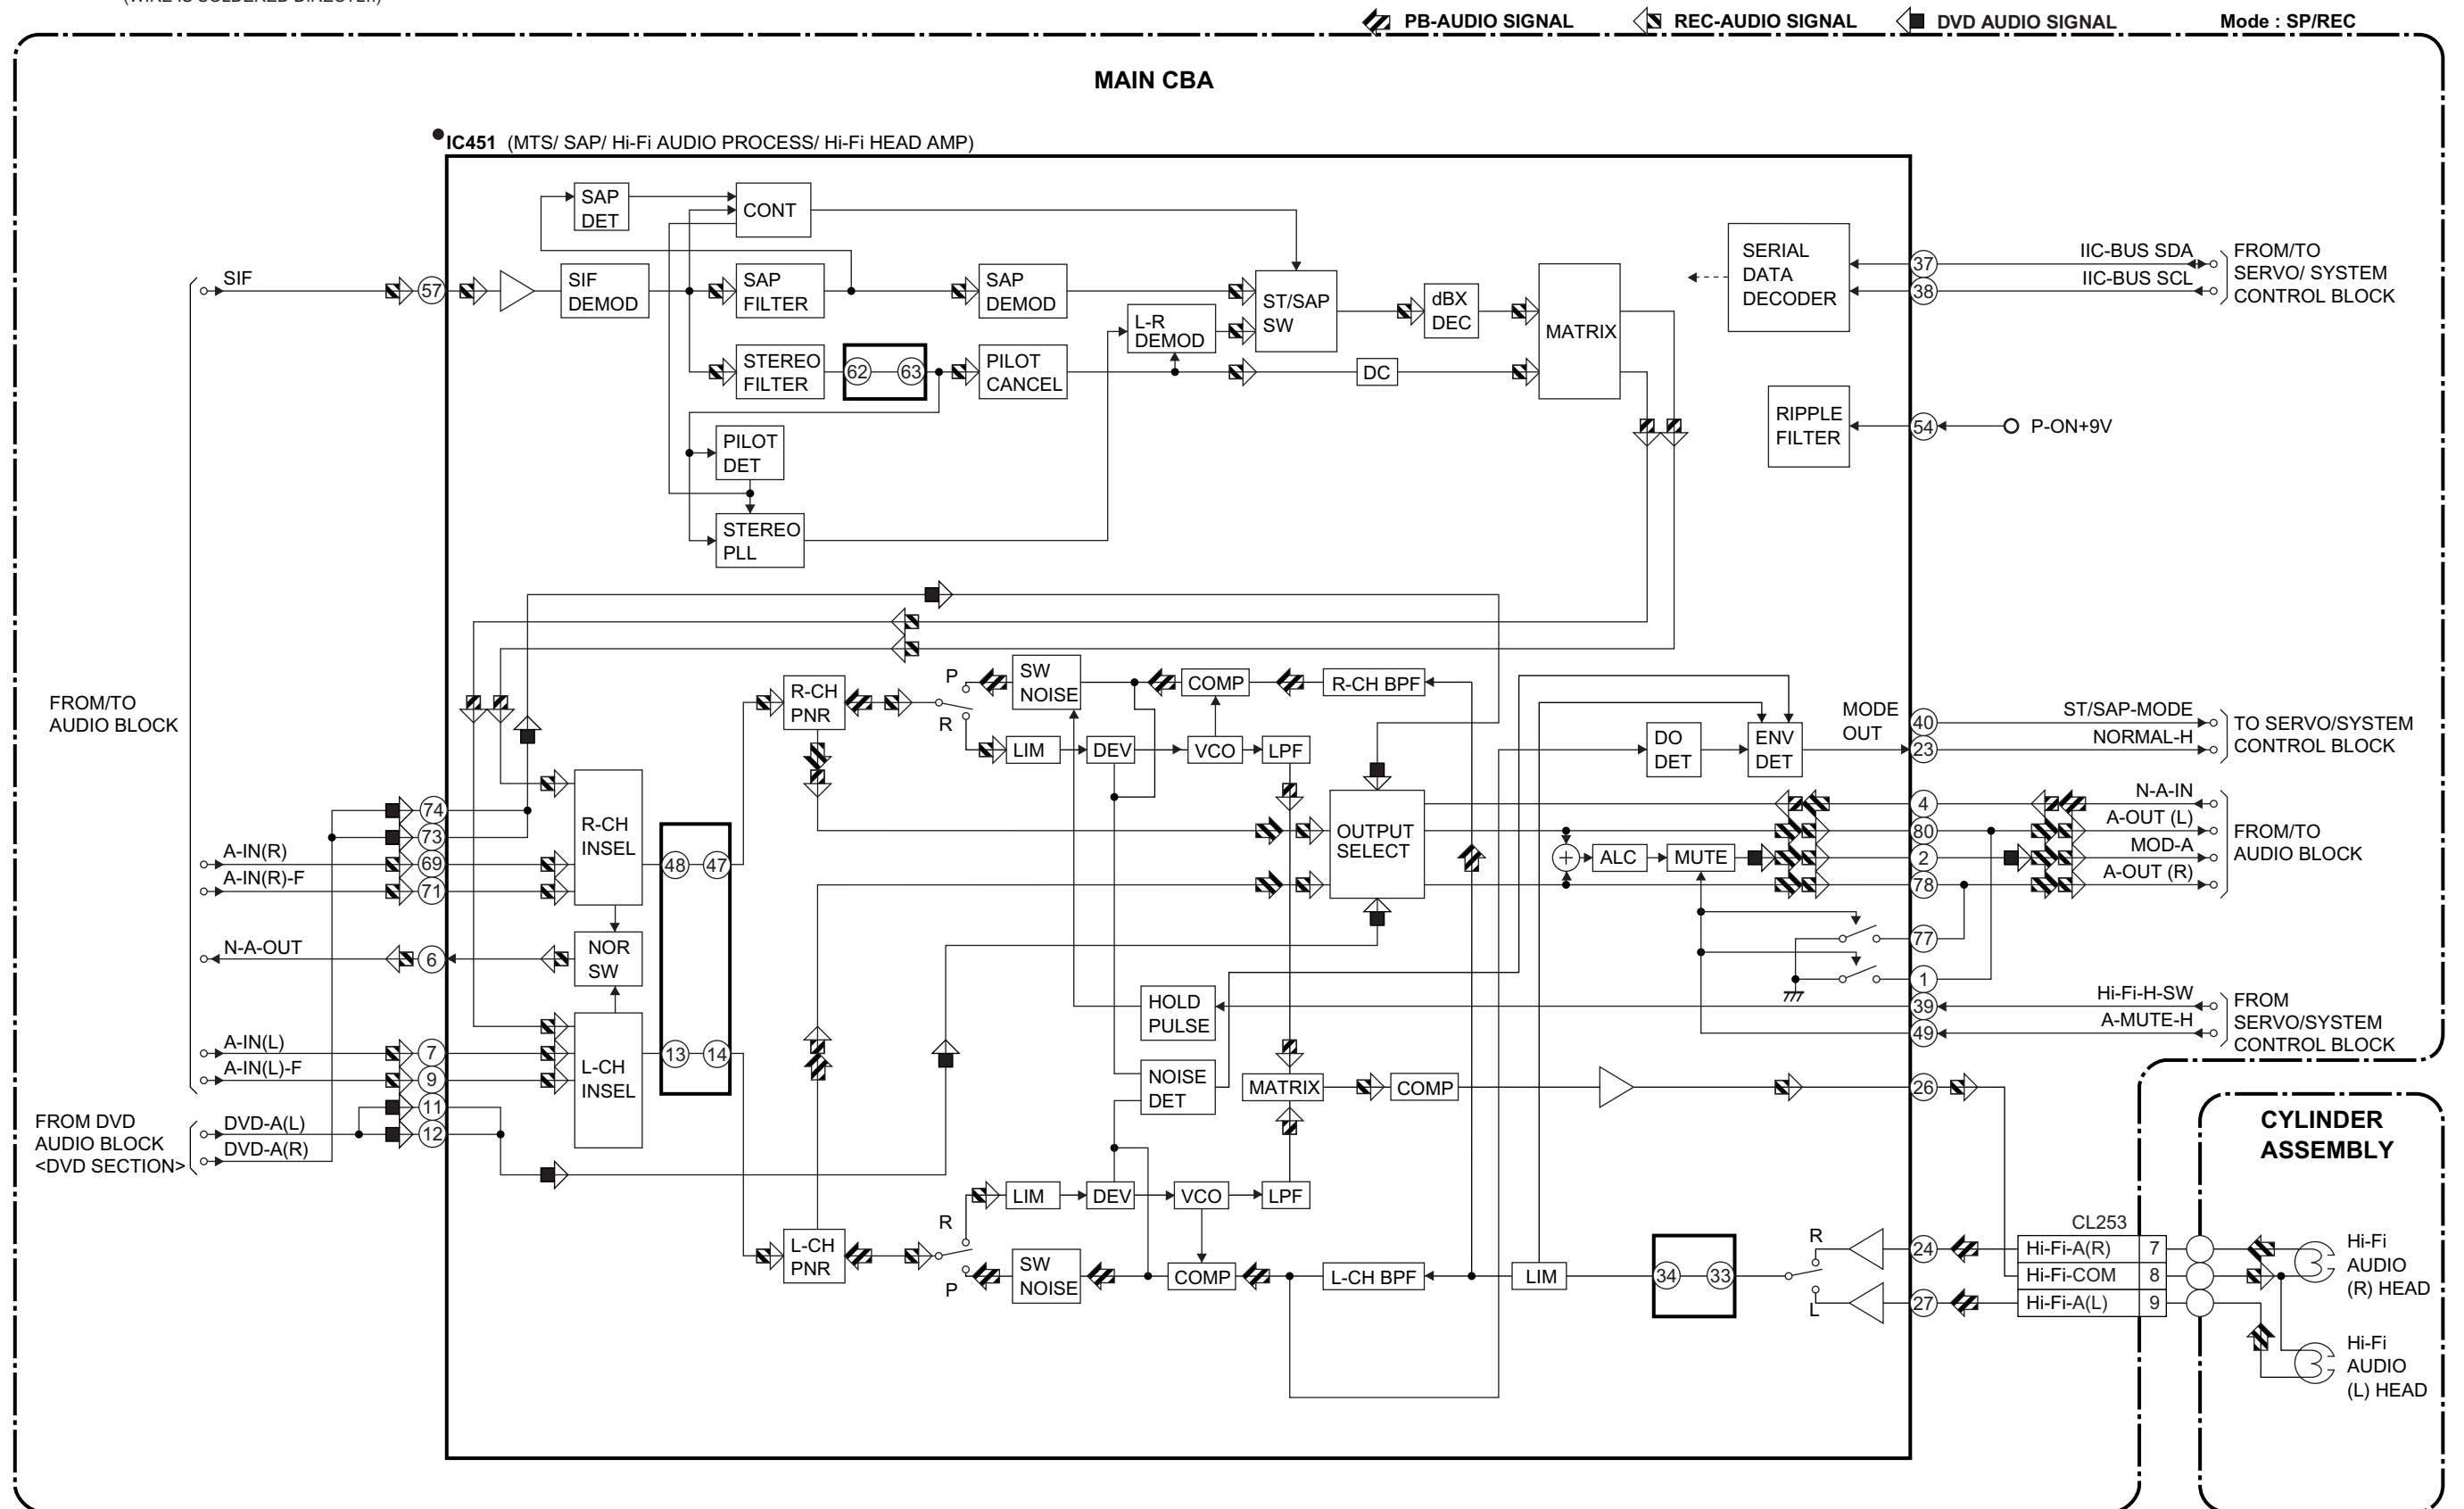 PB-AUDIO SIGNAL
REC-AUDIO SIGNAL
DVD AUDIO SIGNAL
Mode : SP/REC
MAIN CBA
IC451 (MTS/ SAP/ Hi-Fi AUDIO PROCESS/ Hi-Fi HEAD AMP)
SAP
DET
CONT
SIF
57
SIF
DEMOD
SAP
FILTER
SAP
DEMOD
ST/SAP
SW
L-R
DEMOD
dBX
DEC
MATRIX
STEREO
FILTER
62
63
PILOT
CANCEL
DC
PILOT
DET
STEREO
PLL
SERIAL
DATA
DECODER
37
38
IIC-BUS SDA
IIC-BUS SCL
FROM/TO
SERVO/ SYSTEM
CONTROL BLOCK
RIPPLE
FILTER
54
P-ON+9V
FROM/TO
AUDIO BLOCK
R-CH
PNR
P
R
SW
NOISE
COMP
R-CH BPF
LIM
DEV
VCO
LPF
DO
DET
ENV
DET
MODE
OUT
40
23
ST/SAP-MODE
NORMAL-H
TO SERVO/SYSTEM
CONTROL BLOCK
74
73
A-IN(R)
69
A-IN(R)-F
71
R-CH
INSEL
48
47
OUTPUT
SELECT
+
ALC
MUTE
4
80
2
78
N-A-IN
A-OUT (L)
MOD-A
A-OUT (R)
FROM/TO
AUDIO BLOCK
N-A-OUT
6
NOR
SW
77
1
HOLD
PULSE
39
49
Hi-Fi-H-SW
A-MUTE-H
FROM
SERVO/SYSTEM
CONTROL BLOCK
A-IN(L)
7
A-IN(L)-F
9
L-CH
INSEL
13
14
11
12
FROM DVD
AUDIO BLOCK
<DVD SECTION>
DVD-A(L)
DVD-A(R)
NOISE
DET
MATRIX
COMP
26
CYLINDER
ASSEMBLY
LIM
DEV
VCO
LPF
L-CH
PNR
R
P
SW
NOISE
COMP
L-CH BPF
LIM
34
33
R
L
24
27
CL253
Hi-Fi-A(R) 7
Hi-Fi-COM 8
Hi-Fi-A(L) 9
Hi-Fi
AUDIO
(R) HEAD
Hi-Fi
AUDIO
(L) HEAD